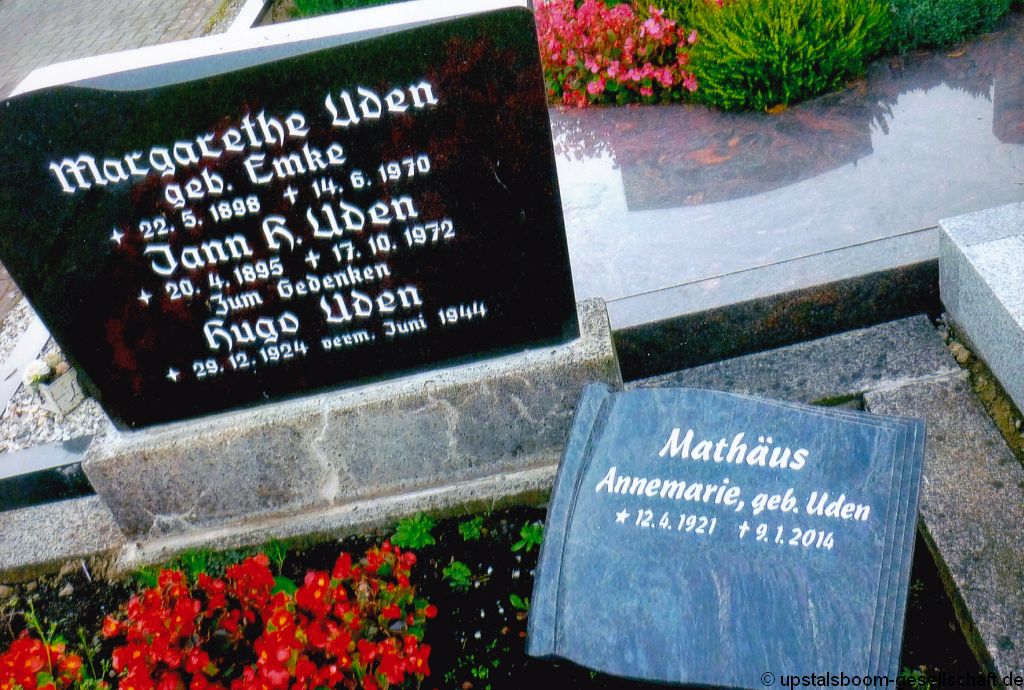 Margarethe Uden
geb. Emke
✝ 22. 5. 1898 ✝ 14. 6. 1970
Jann H. Uden
✝ 20. 4. 1895 ✝ 17. 10. 1972
Zum Gedenken
Hugo Uden
✝ 29. 12. 1924 verm. Juni 1944
Mathäus
Annemarie, geb. Uden
★ 12. 4. 1921 ✝ 9. 1. 2014
© upstalsboom-gesellschaft.de